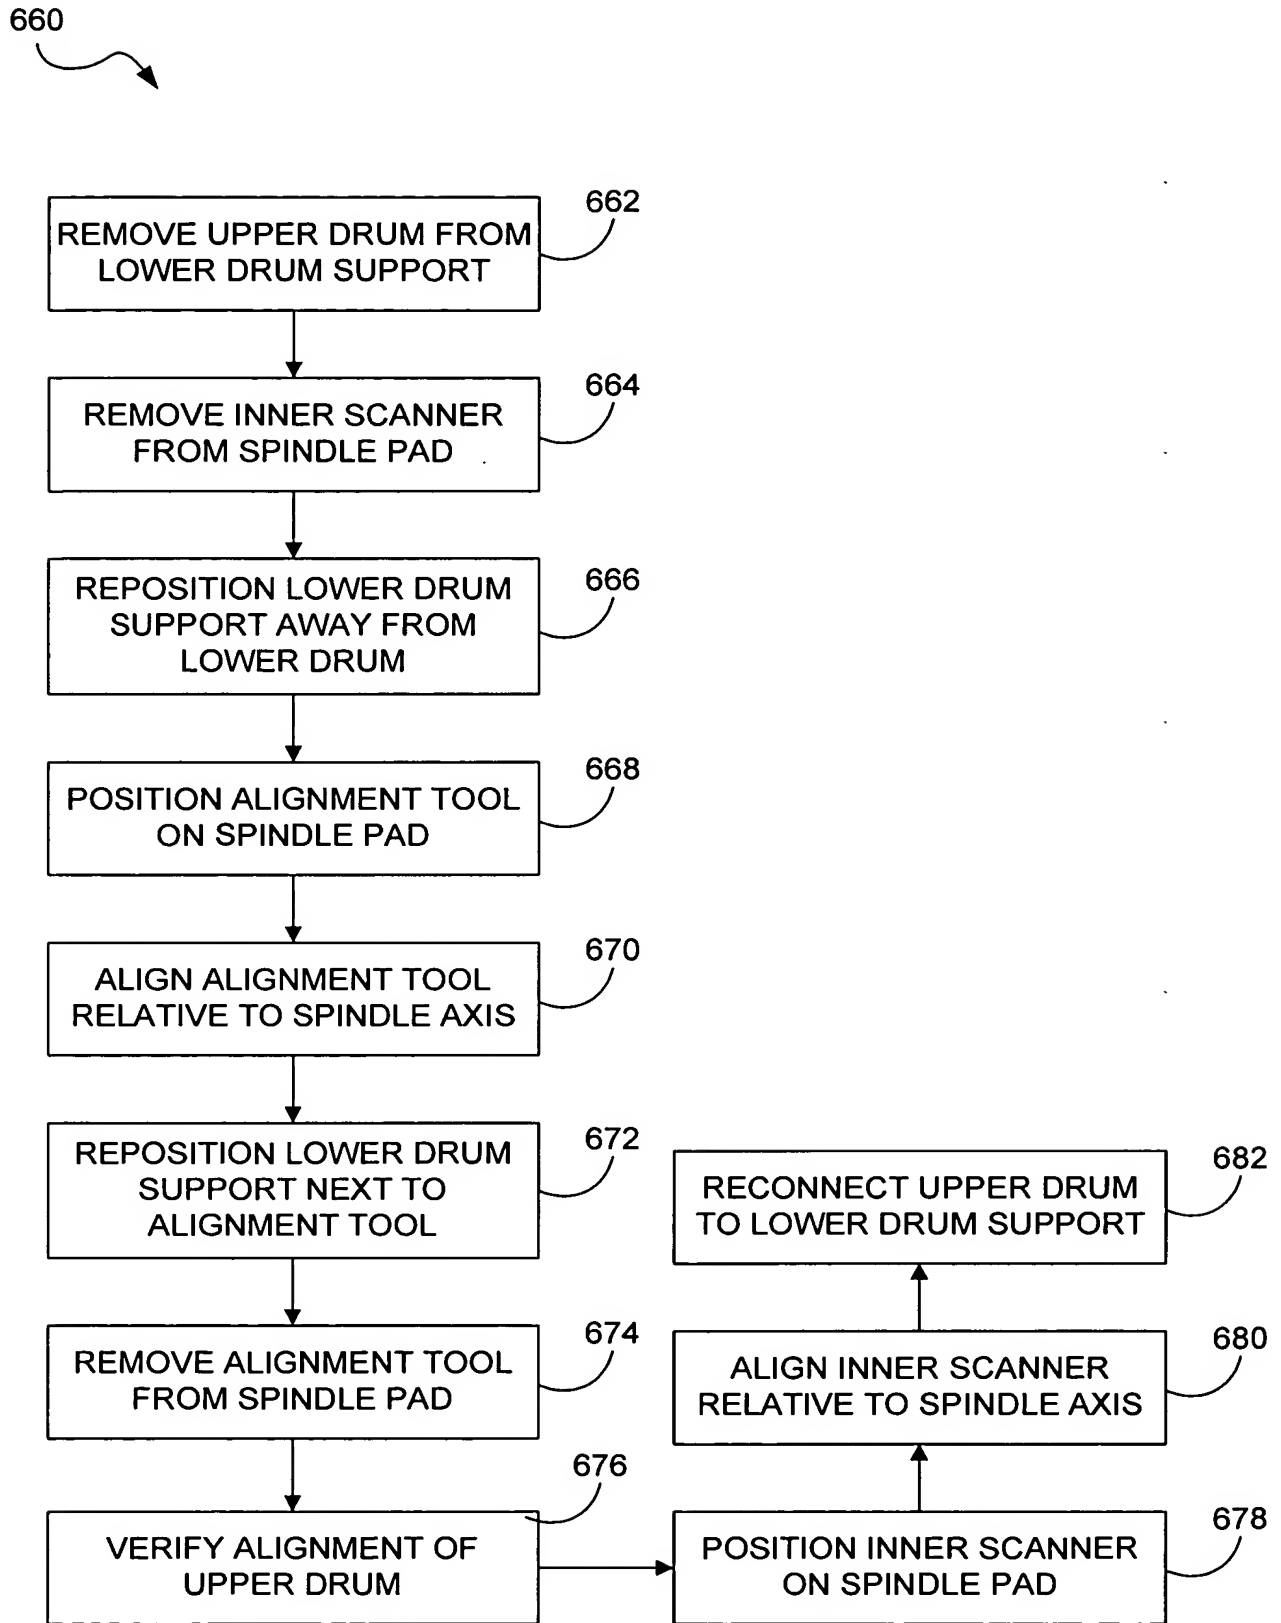 660
662
REMOVE UPPER DRUM FROM
LOWER DRUM SUPPORT
664
REMOVE INNER SCANNER
FROM SPINDLE PAD
666
REPOSITION LOWER DRUM
SUPPORT AWAY FROM
LOWER DRUM
668
POSITION ALIGNMENT TOOL
ON SPINDLE PAD
670
ALIGN ALIGNMENT TOOL
RELATIVE TO SPINDLE AXIS
672
REPOSITION LOWER DRUM
SUPPORT NEXT TO
ALIGNMENT TOOL
674
REMOVE ALIGNMENT TOOL
FROM SPINDLE PAD
676
VERIFY ALIGNMENT OF
UPPER DRUM
678
POSITION INNER SCANNER
ON SPINDLE PAD
680
ALIGN INNER SCANNER
RELATIVE TO SPINDLE AXIS
682
RECONNECT UPPER DRUM
TO LOWER DRUM SUPPORT